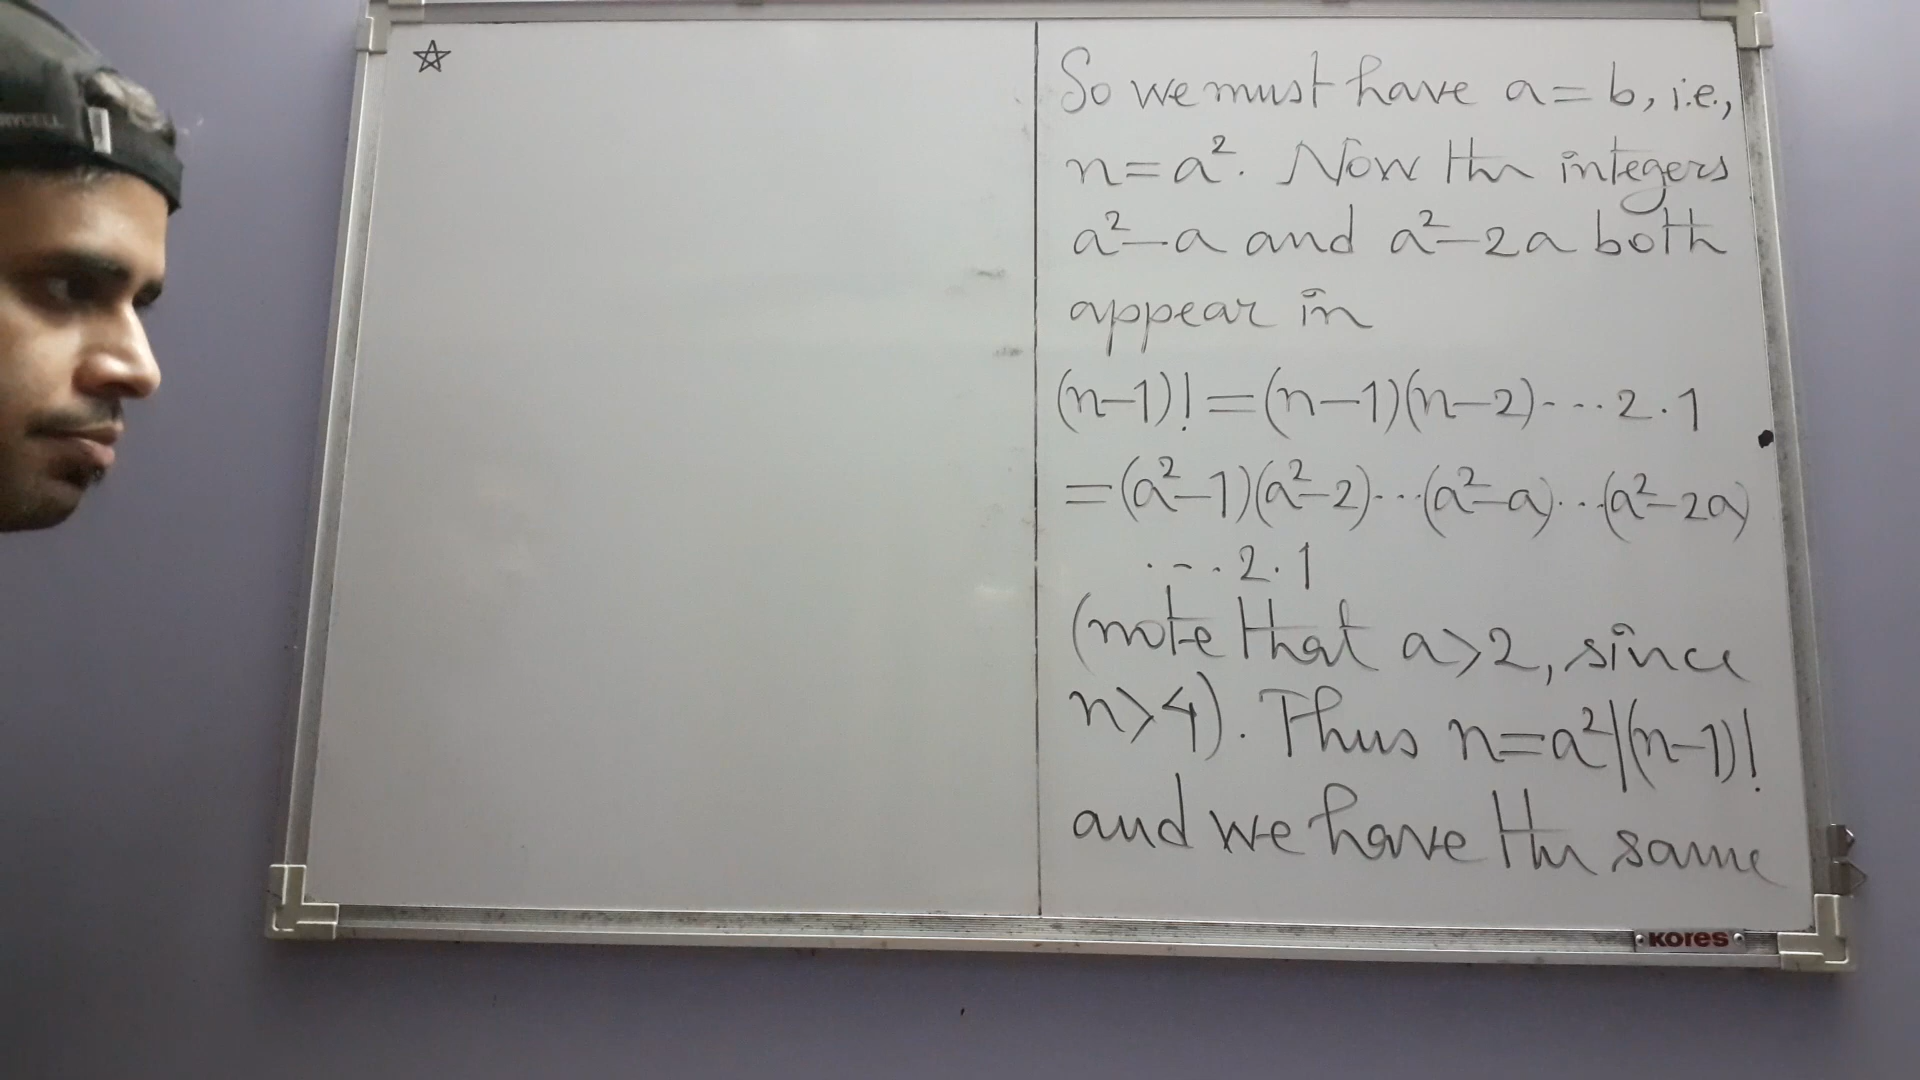 ☆
So we must have a=b, i.e.,
n=a². Now the integers
a²-a and a²-2a both
appear in
(n-1)!=(n-1)(n-2)····2.1
=(a²-1)(a²-2)···(a²-a)···(a²-2a)
····2.1
(note that a>2, since
n>4). Thus n=a²|(n-1)!
and we have the same
KORES